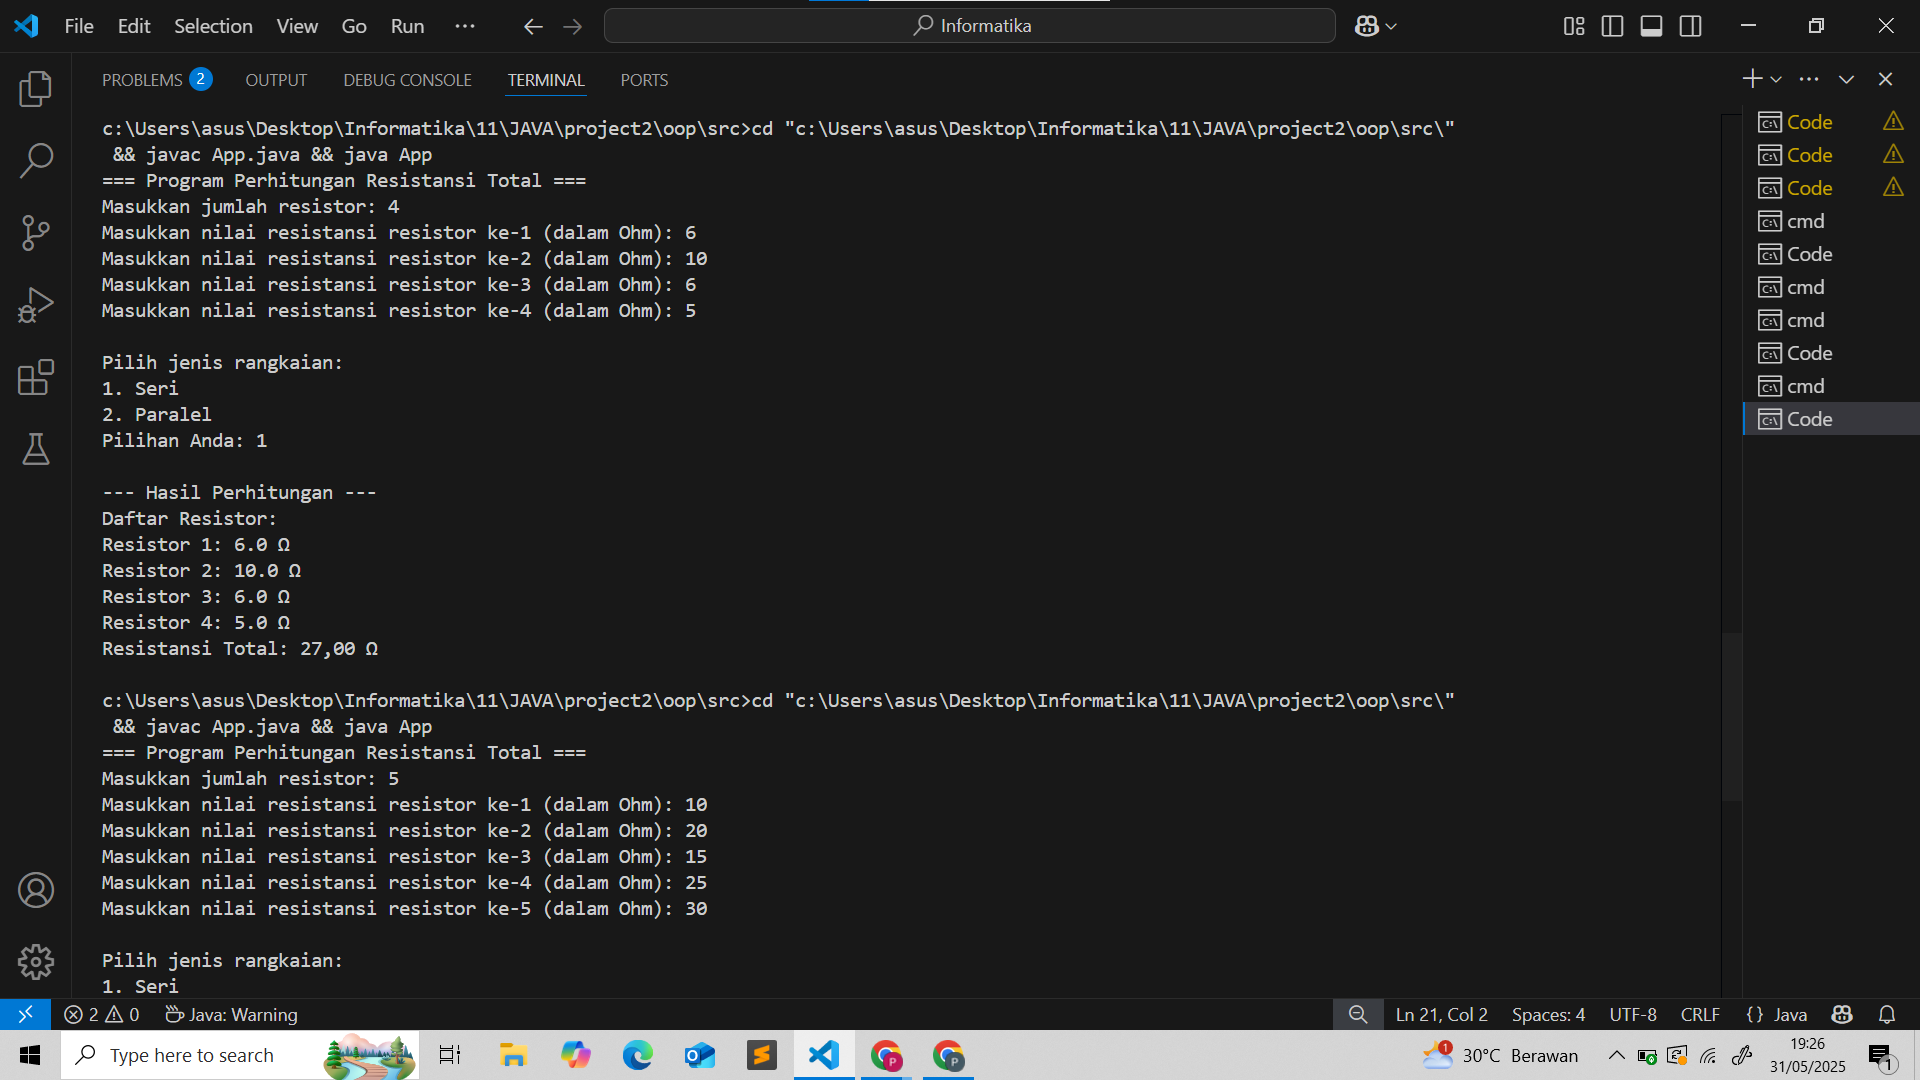 File Edit Selection View Go Run ··· Informatika
PROBLEMS 2 OUTPUT DEBUG CONSOLE TERMINAL PORTS
c:\Users\asus\Desktop\Informatika\11\JAVA\project2\oop\src>cd "c:\Users\asus\Desktop\Informatika\11\JAVA\project2\oop\src\"
&& javac App.java && java App
=== Program Perhitungan Resistansi Total ===
Masukkan jumlah resistor: 4
Masukkan nilai resistansi resistor ke-1 (dalam Ohm): 6
Masukkan nilai resistansi resistor ke-2 (dalam Ohm): 10
Masukkan nilai resistansi resistor ke-3 (dalam Ohm): 6
Masukkan nilai resistansi resistor ke-4 (dalam Ohm): 5
Pilih jenis rangkaian:
1. Seri
2. Paralel
Pilihan Anda: 1
--- Hasil Perhitungan ---
Daftar Resistor:
Resistor 1: 6.0 Ω
Resistor 2: 10.0 Ω
Resistor 3: 6.0 Ω
Resistor 4: 5.0 Ω
Resistansi Total: 27,00 Ω
c:\Users\asus\Desktop\Informatika\11\JAVA\project2\oop\src>cd "c:\Users\asus\Desktop\Informatika\11\JAVA\project2\oop\src\"
&& javac App.java && java App
=== Program Perhitungan Resistansi Total ===
Masukkan jumlah resistor: 5
Masukkan nilai resistansi resistor ke-1 (dalam Ohm): 10
Masukkan nilai resistansi resistor ke-2 (dalam Ohm): 20
Masukkan nilai resistansi resistor ke-3 (dalam Ohm): 15
Masukkan nilai resistansi resistor ke-4 (dalam Ohm): 25
Masukkan nilai resistansi resistor ke-5 (dalam Ohm): 30
Pilih jenis rangkaian:
1. Seri
Code
Code
Code
cmd
Code
cmd
cmd
Code
cmd
Code
2 0 Java: Warning Ln 21, Col 2 Spaces: 4 UTF-8 CRLF {} Java
Type here to search 1 30°C Berawan 19:26
31/05/2025 1